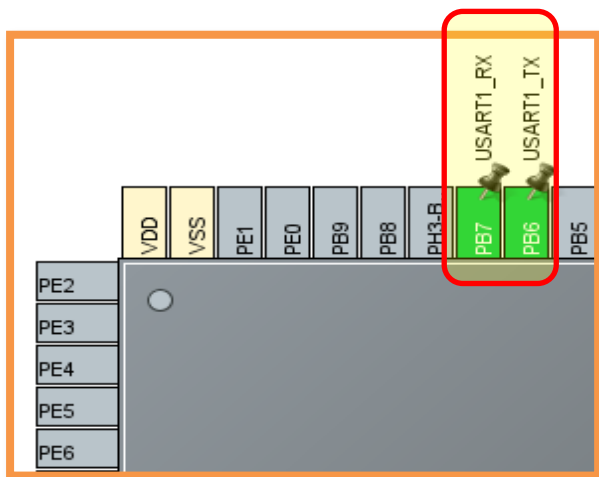 USART1_RX
USART1_TX
VDD
VSS
PE1
PE0
PB9
PB8
PH3-B
PB7
PB6
PB5
PE2
PE3
PE4
PE5
PE6